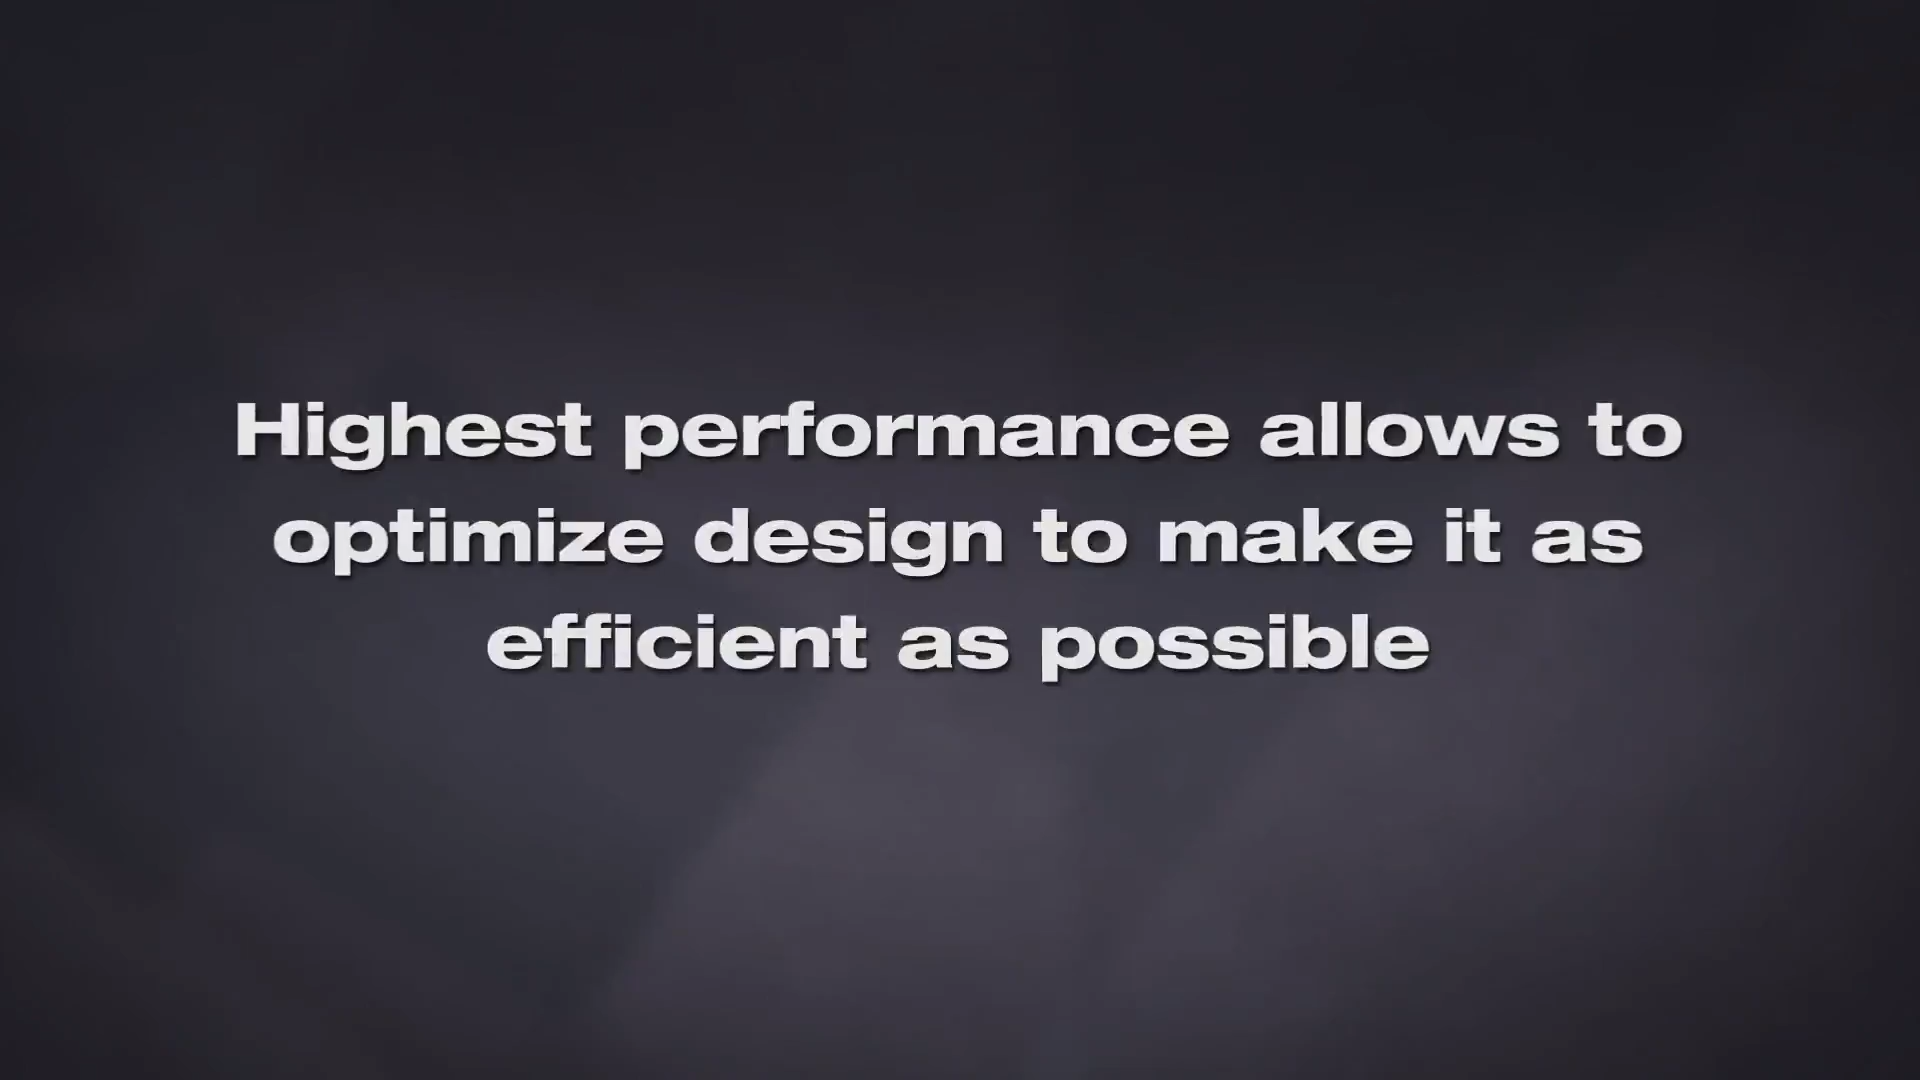 Highest performance allows to
optimize design to make it as
efficient as possible